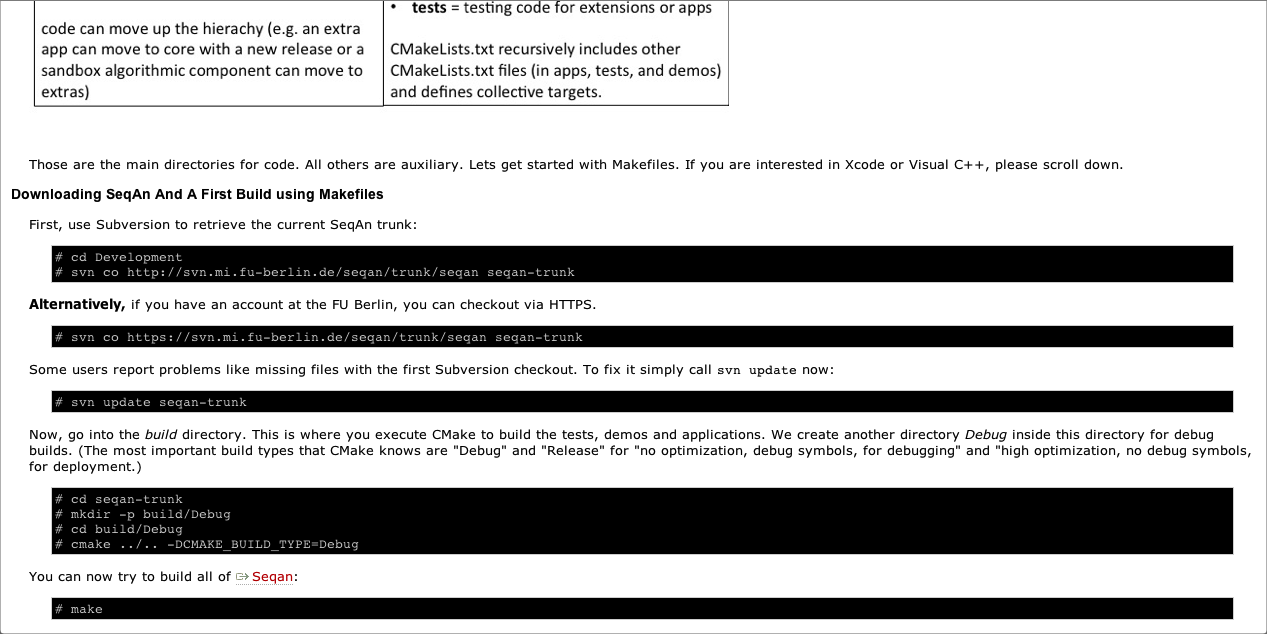 code can move up the hierachy (e.g. an extra
app can move to core with a new release or a
sandbox algorithmic component can move to
extras)
• tests = testing code for extensions or apps
CMakeLists.txt recursively includes other
CMakeLists.txt files (in apps, tests, and demos)
and defines collective targets.
Those are the main directories for code. All others are auxiliary. Lets get started with Makefiles. If you are interested in Xcode or Visual C++, please scroll down.
Downloading SeqAn And A First Build using Makefiles
First, use Subversion to retrieve the current SeqAn trunk:
# cd Development
# svn co http://svn.mi.fu-berlin.de/seqan/trunk/seqan seqan-trunk
Alternatively, if you have an account at the FU Berlin, you can checkout via HTTPS.
# svn co https://svn.mi.fu-berlin.de/seqan/trunk/seqan seqan-trunk
Some users report problems like missing files with the first Subversion checkout. To fix it simply call svn update now:
# svn update seqan-trunk
Now, go into the build directory. This is where you execute CMake to build the tests, demos and applications. We create another directory Debug inside this directory for debug
builds. (The most important build types that CMake knows are "Debug" and "Release" for "no optimization, debug symbols, for debugging" and "high optimization, no debug symbols,
for deployment.)
# cd seqan-trunk
# mkdir -p build/Debug
# cd build/Debug
# cmake ../.. -DCMAKE_BUILD_TYPE=Debug
You can now try to build all of Seqan:
# make